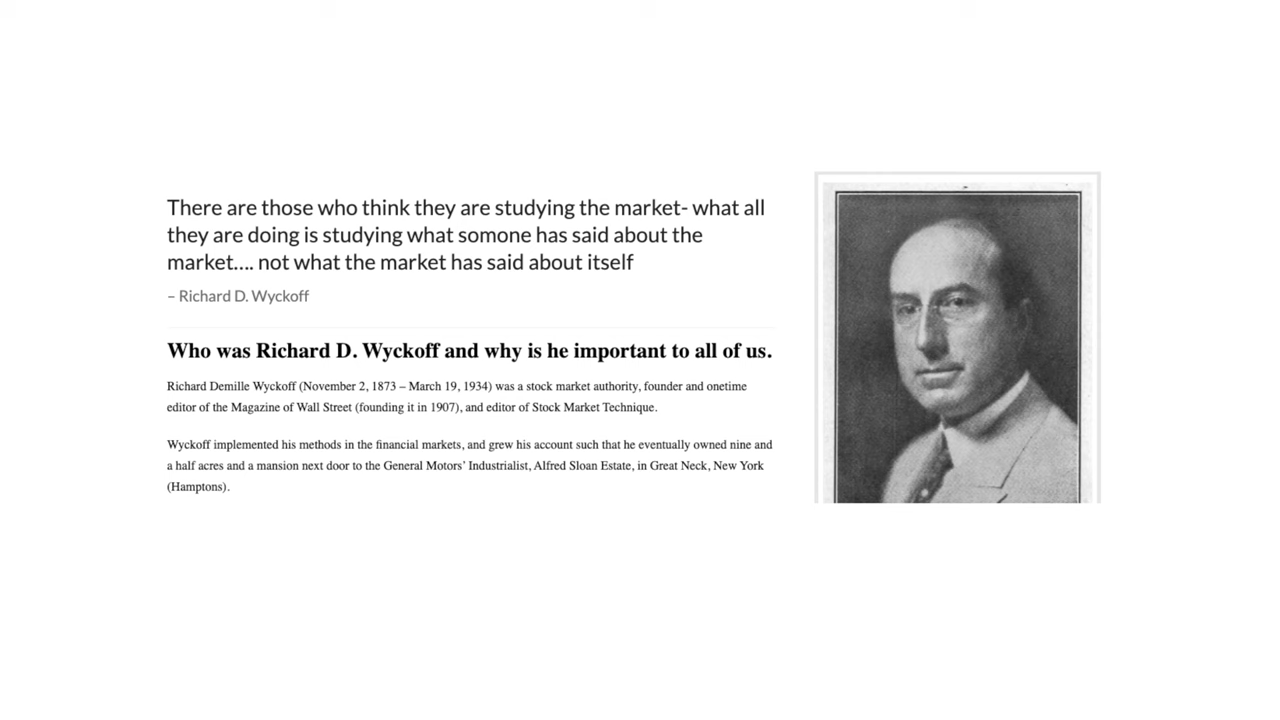 There are those who think they are studying the market- what all
they are doing is studying what somone has said about the
market.... not what the market has said about itself
– Richard D. Wyckoff
Who was Richard D. Wyckoff and why is he important to all of us.
Richard Demille Wyckoff (November 2, 1873 – March 19, 1934) was a stock market authority, founder and onetime
editor of the Magazine of Wall Street (founding it in 1907), and editor of Stock Market Technique.
Wyckoff implemented his methods in the financial markets, and grew his account such that he eventually owned nine and
a half acres and a mansion next door to the General Motors' Industrialist, Alfred Sloan Estate, in Great Neck, New York
(Hamptons).